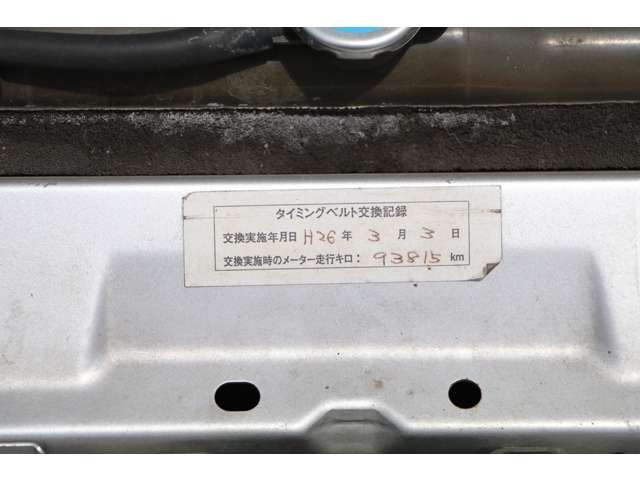 タイミングベルト交換記録
交換実施年月日 H26 年 3 月 3 日
交換実施時のメーター走行キロ： 93815 km